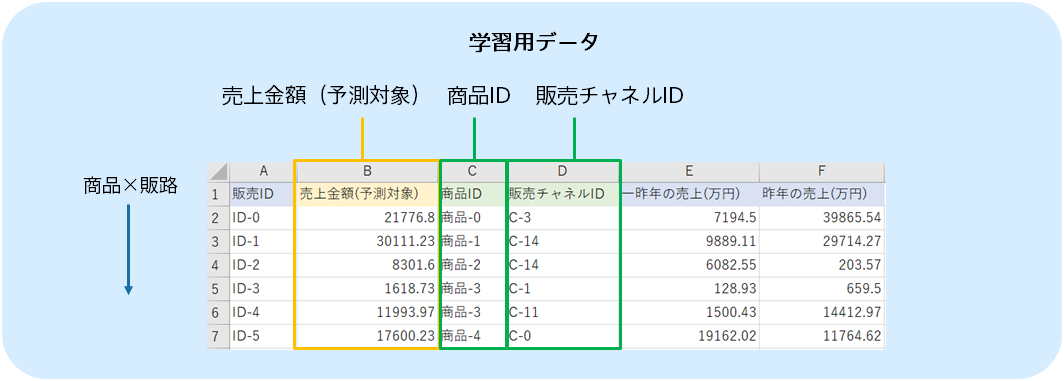 学習用データ
売上金額（予測対象） 商品ID 販売チャネルID
商品×販路
A B C D E F
1 販売ID 売上金額(予測対象) 商品ID 販売チャネルID 一昨年の売上(万円) 昨年の売上(万円)
2 ID-0 21776.8 商品-0 C-3 7194.5 39865.54
3 ID-1 30111.23 商品-1 C-14 9889.11 29714.27
4 ID-2 8301.6 商品-2 C-14 6082.55 203.57
5 ID-3 1618.73 商品-3 C-1 128.93 659.5
6 ID-4 11993.97 商品-3 C-11 1500.43 14412.97
7 ID-5 17600.23 商品-4 C-0 19162.02 11764.62